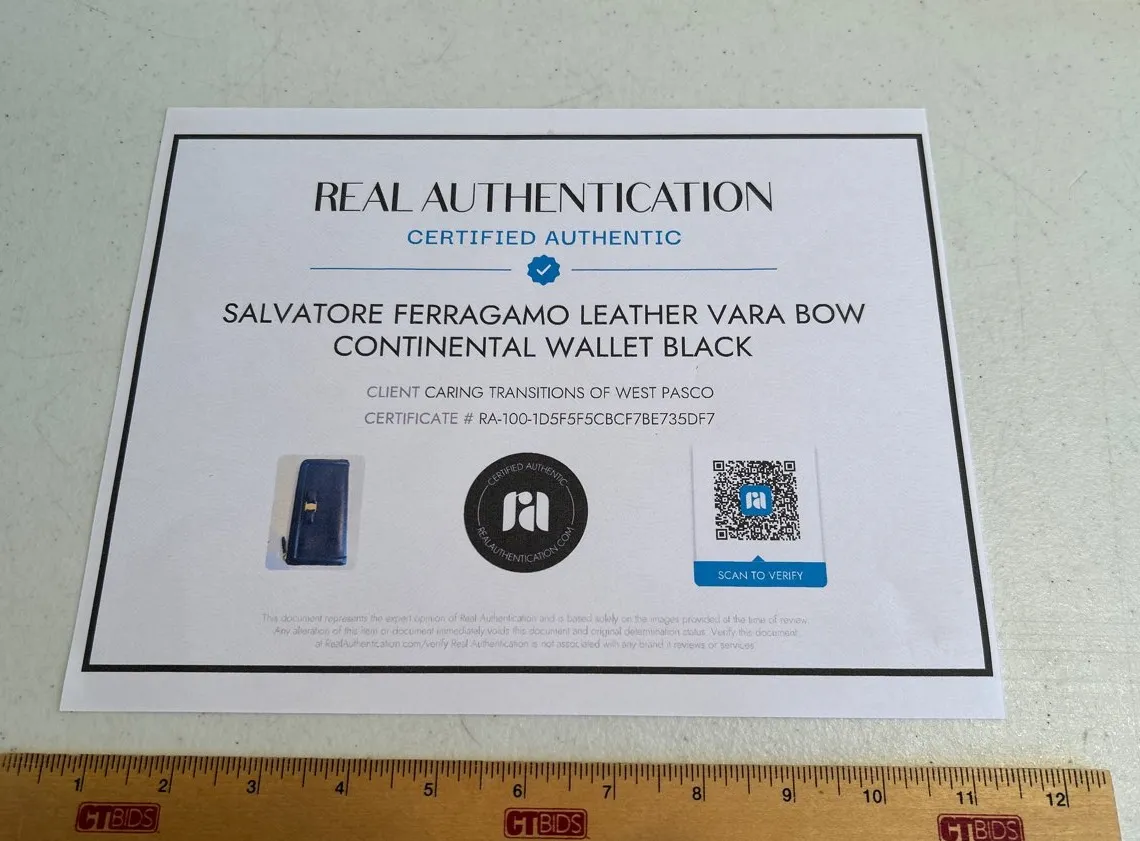 REAL AUTHENTICATION
CERTIFIED AUTHENTIC
SALVATORE FERRAGAMO LEATHER VARA BOW
CONTINENTAL WALLET BLACK
CLIENT CARING TRANSITIONS OF WEST PASCO
CERTIFICATE # RA-100-1D5F5F5CBCF7BE735DF7
CERTIFIED AUTHENTIC
ra
REALAUTHENTICATION.COM
ra
SCAN TO VERIFY
This document represents the expert opinion of Real Authentication and is based solely on the images provided at the time of review.
Any alteration of this item or document immediately voids this document and original determination status. Verify this document
at RealAuthentication.com/verify Real Authentication is not associated with any brand it reviews or services.
1 2 3 4 5 6 7 8 9 10 11 12
CTBIDS CTBIDS CTBIDS